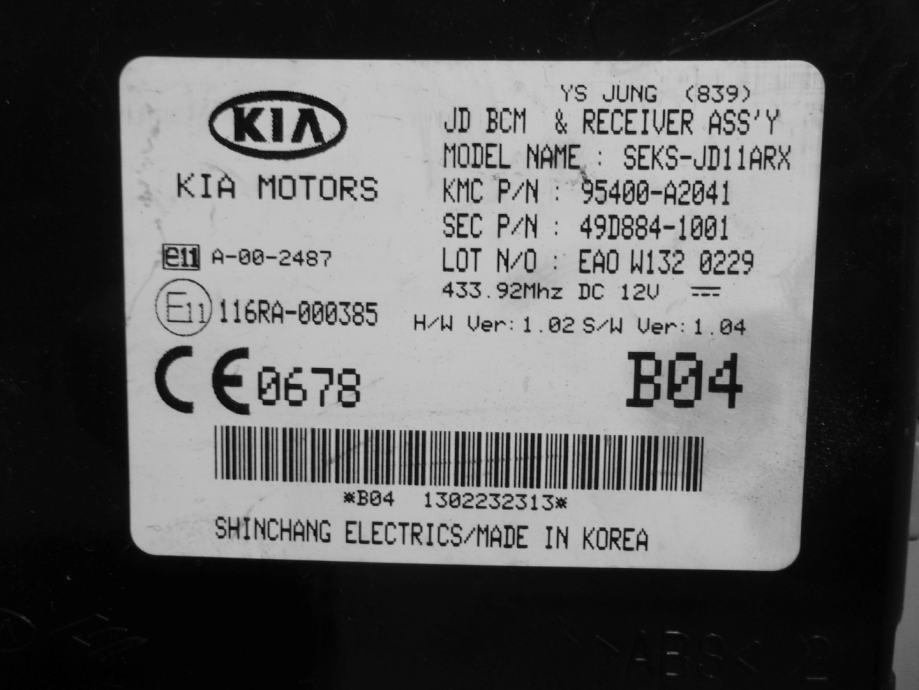 KIA
KIA MOTORS
YS JUNG (839)
JD BCM & RECEIVER ASS'Y
MODEL NAME : SEKS-JD11ARX
KMC P/N : 95400-A2041
SEC P/N : 49D884-1001
LOT N/O : EAO W132 0229
433.92Mhz DC 12V
H/W Ver:1.02 S/W Ver:1.04
e11 A-00-2487
E11 116RA-000385
CE0678
B04
*B04 1302232313*
SHINCHANG ELECTRICS/MADE IN KOREA